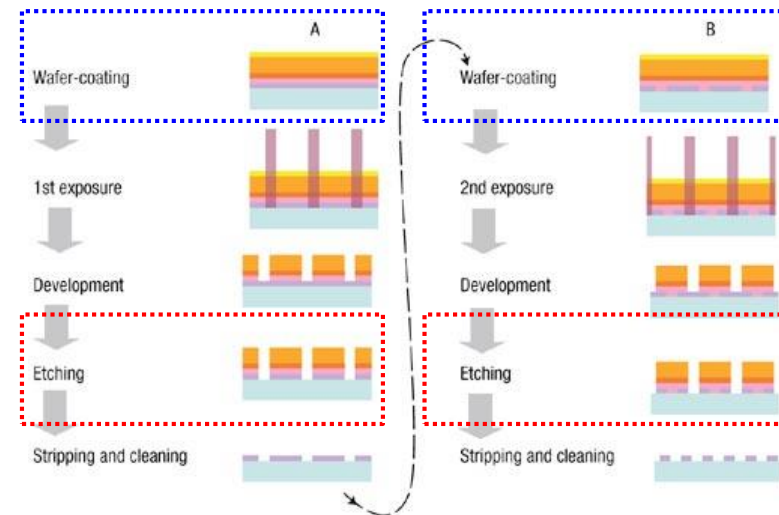 A
Wafer-coating
1st exposure
Development
Etching
Stripping and cleaning
B
Wafer-coating
2nd exposure
Development
Etching
Stripping and cleaning